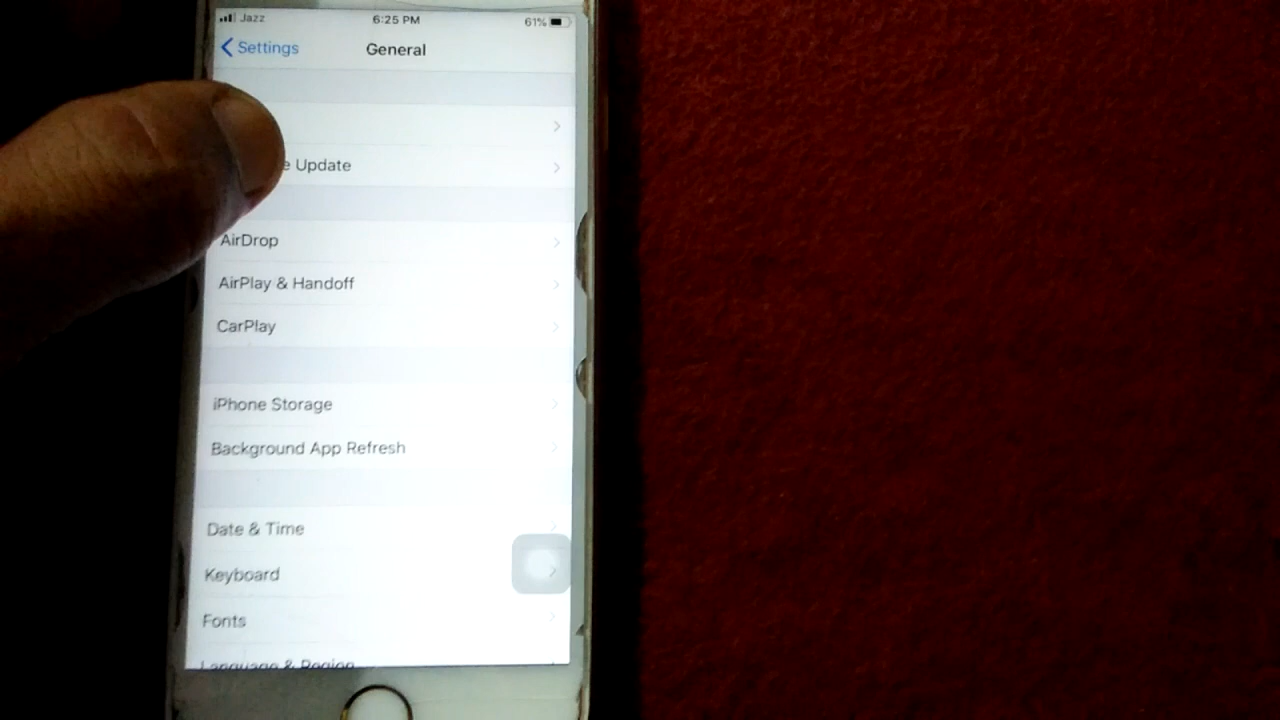 Jazz 6:25 PM 61%
Settings General
e Update
AirDrop
AirPlay & Handoff
CarPlay
iPhone Storage
Background App Refresh
Date & Time
Keyboard
Fonts
Language & Region